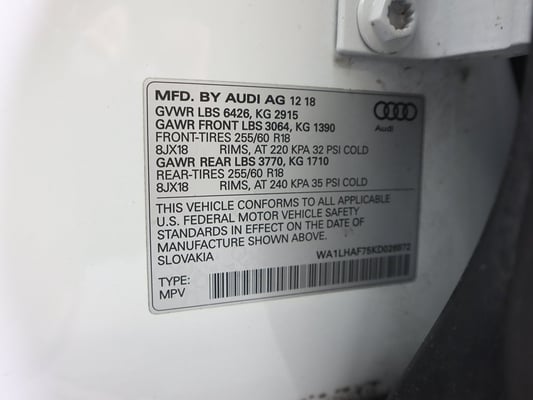 MFD. BY AUDI AG 12 18
GVWR LBS 6426, KG 2915
GAWR FRONT LBS 3064, KG 1390
FRONT-TIRES 255/60 R18
8JX18 RIMS, AT 220 KPA 32 PSI COLD
GAWR REAR LBS 3770, KG 1710
REAR-TIRES 255/60 R18
8JX18 RIMS, AT 240 KPA 35 PSI COLD
Audi
THIS VEHICLE CONFORMS TO ALL APPLICABLE
U.S. FEDERAL MOTOR VEHICLE SAFETY
STANDARDS IN EFFECT ON THE DATE OF
MANUFACTURE SHOWN ABOVE.
SLOVAKIA
TYPE:
MPV